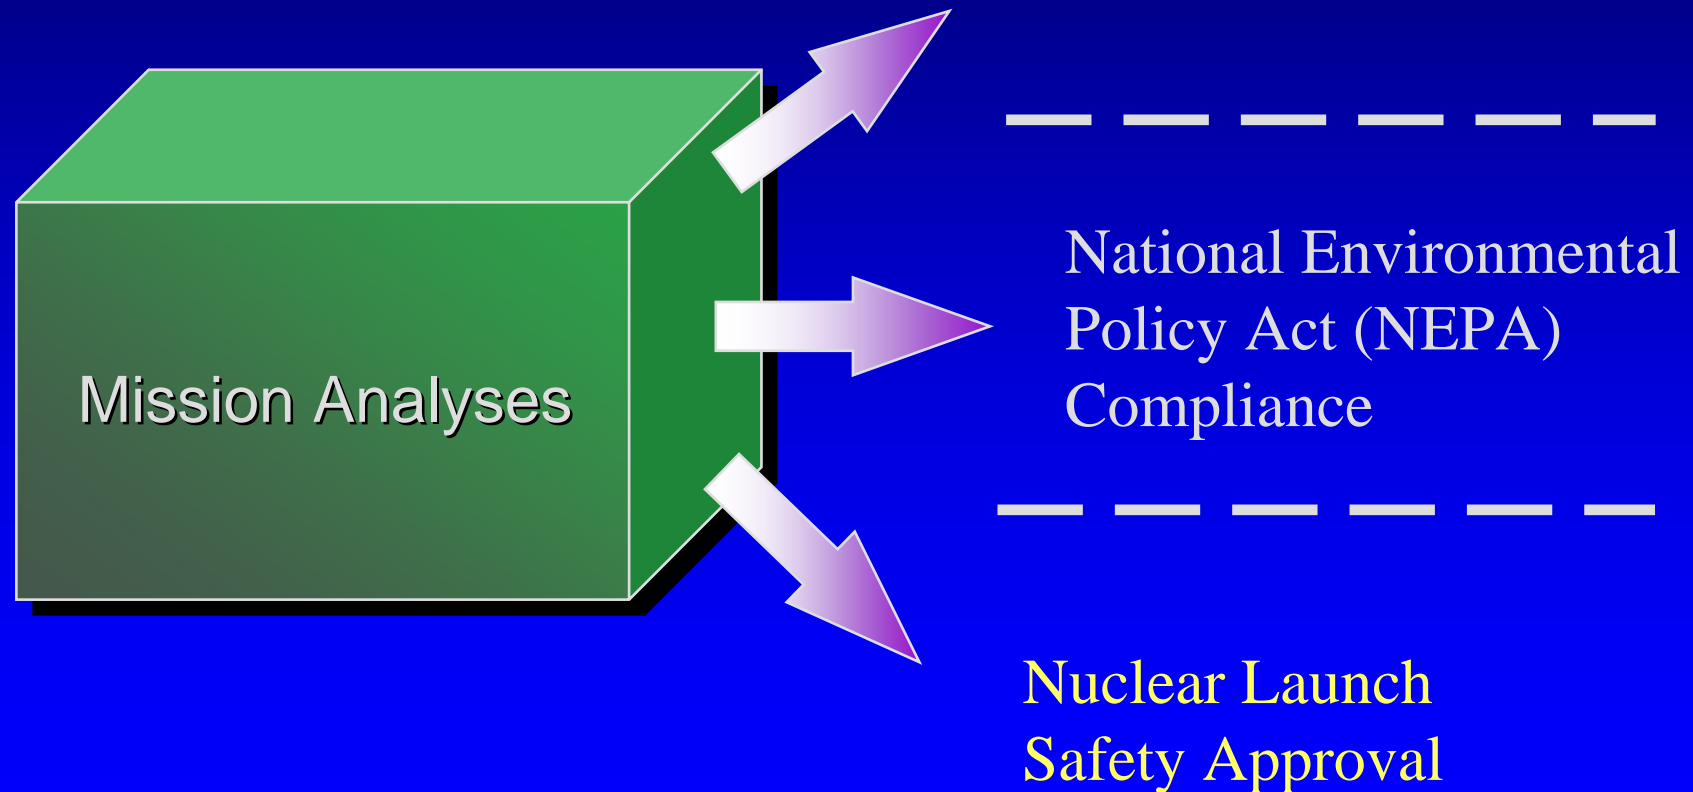 Mission Analyses
National Environmental
Policy Act (NEPA)
Compliance
Nuclear Launch
Safety Approval